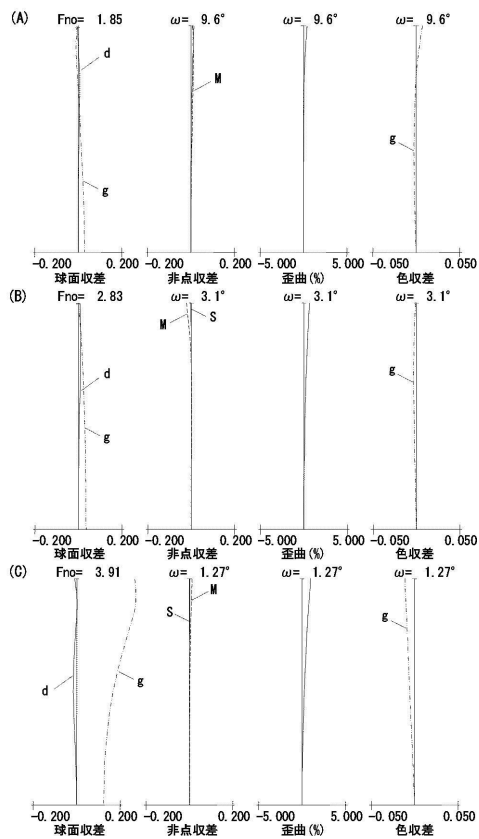 (A) Fno= 1.85 ω= 9.6° ω= 9.6° ω= 9.6°
d
M
g
g
-0.200 0.200 -0.200 0.200 -5.000 5.000 -0.050 0.050
球面収差 非点収差 歪曲(%) 色収差
(B) Fno= 2.83 ω= 3.1° ω= 3.1° ω= 3.1°
S
M
d
g
g
-0.200 0.200 -0.200 0.200 -5.000 5.000 -0.050 0.050
球面収差 非点収差 歪曲(%) 色収差
(C) Fno= 3.91 ω= 1.27° ω= 1.27° ω= 1.27°
M
S
g
d
g
-0.200 0.200 -0.200 0.200 -5.000 5.000 -0.050 0.050
球面収差 非点収差 歪曲(%) 色収差